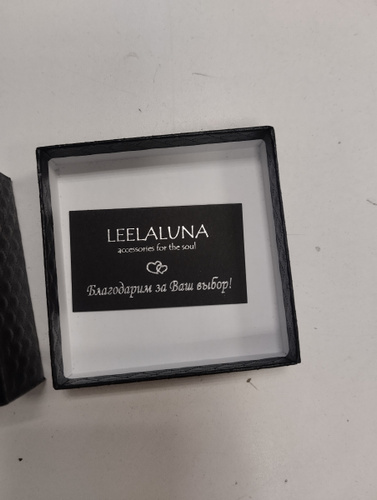 LEELALUNA
accessories for the soul
Благодарим за Ваш выбор!